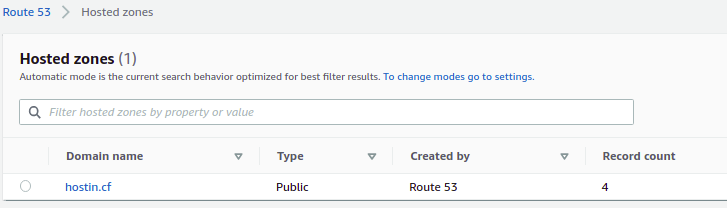 Route 53 > Hosted zones
Hosted zones (1)
Automatic mode is the current search behavior optimized for best filter results. To change modes go to settings.
Filter hosted zones by property or value
Domain name Type Created by Record count
hostin.cf Public Route 53 4